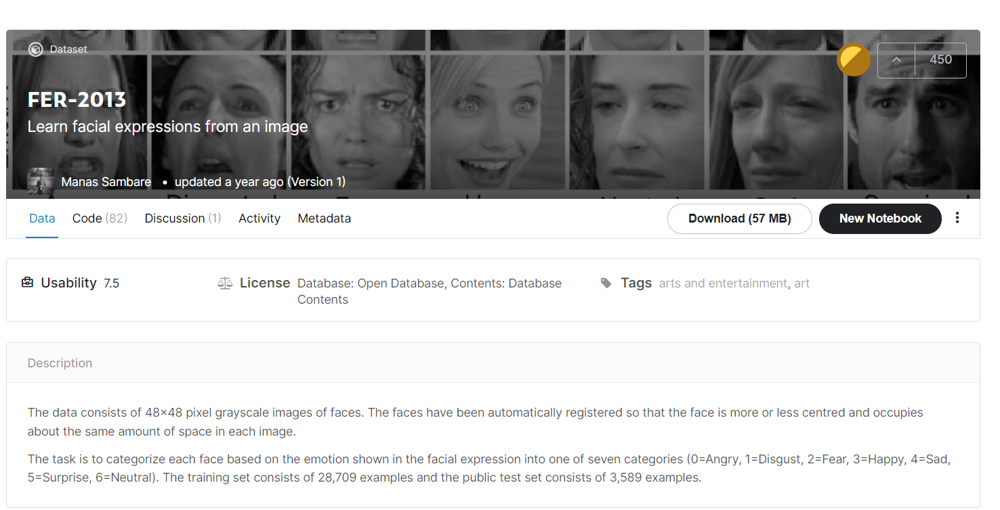 Dataset
450
FER-2013
Learn facial expressions from an image
Manas Sambare • updated a year ago (Version 1)
Data Code (82) Discussion (1) Activity Metadata Download (57 MB) New Notebook
Usability 7.5 License Database: Open Database, Contents: Database Tags arts and entertainment, art
Contents
Description
The data consists of 48x48 pixel grayscale images of faces. The faces have been automatically registered so that the face is more or less centred and occupies
about the same amount of space in each image.
The task is to categorize each face based on the emotion shown in the facial expression into one of seven categories (0=Angry, 1=Disgust, 2=Fear, 3=Happy, 4=Sad,
5=Surprise, 6=Neutral). The training set consists of 28,709 examples and the public test set consists of 3,589 examples.